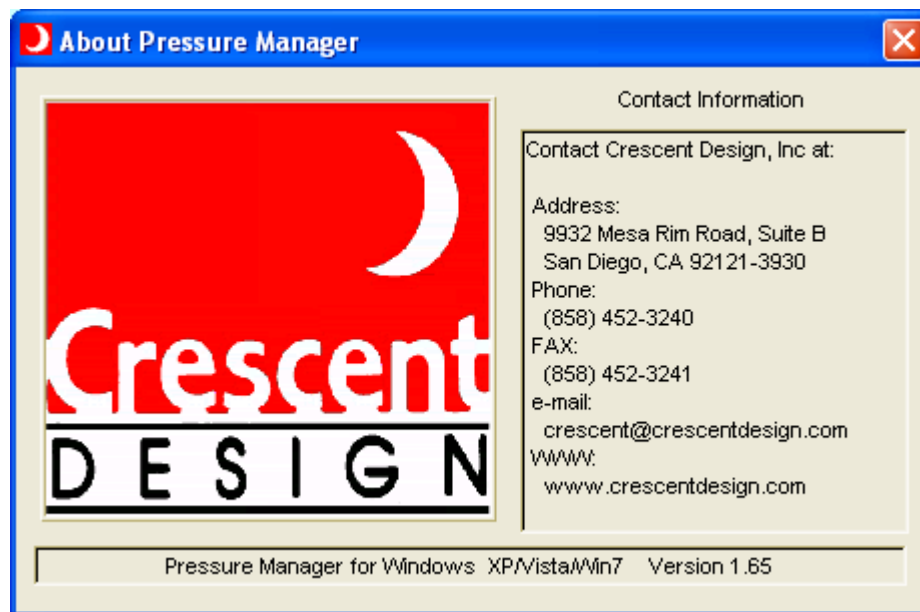 About Pressure Manager
Crescent
DESIGN
Contact Information
Contact Crescent Design, Inc at:
Address:
9932 Mesa Rim Road, Suite B
San Diego, CA 92121-3930
Phone:
(858) 452-3240
FAX:
(858) 452-3241
e-mail:
crescent@crescentdesign.com
WWW:
www.crescentdesign.com
Pressure Manager for Windows XP/Vista/Win7 Version 1.65